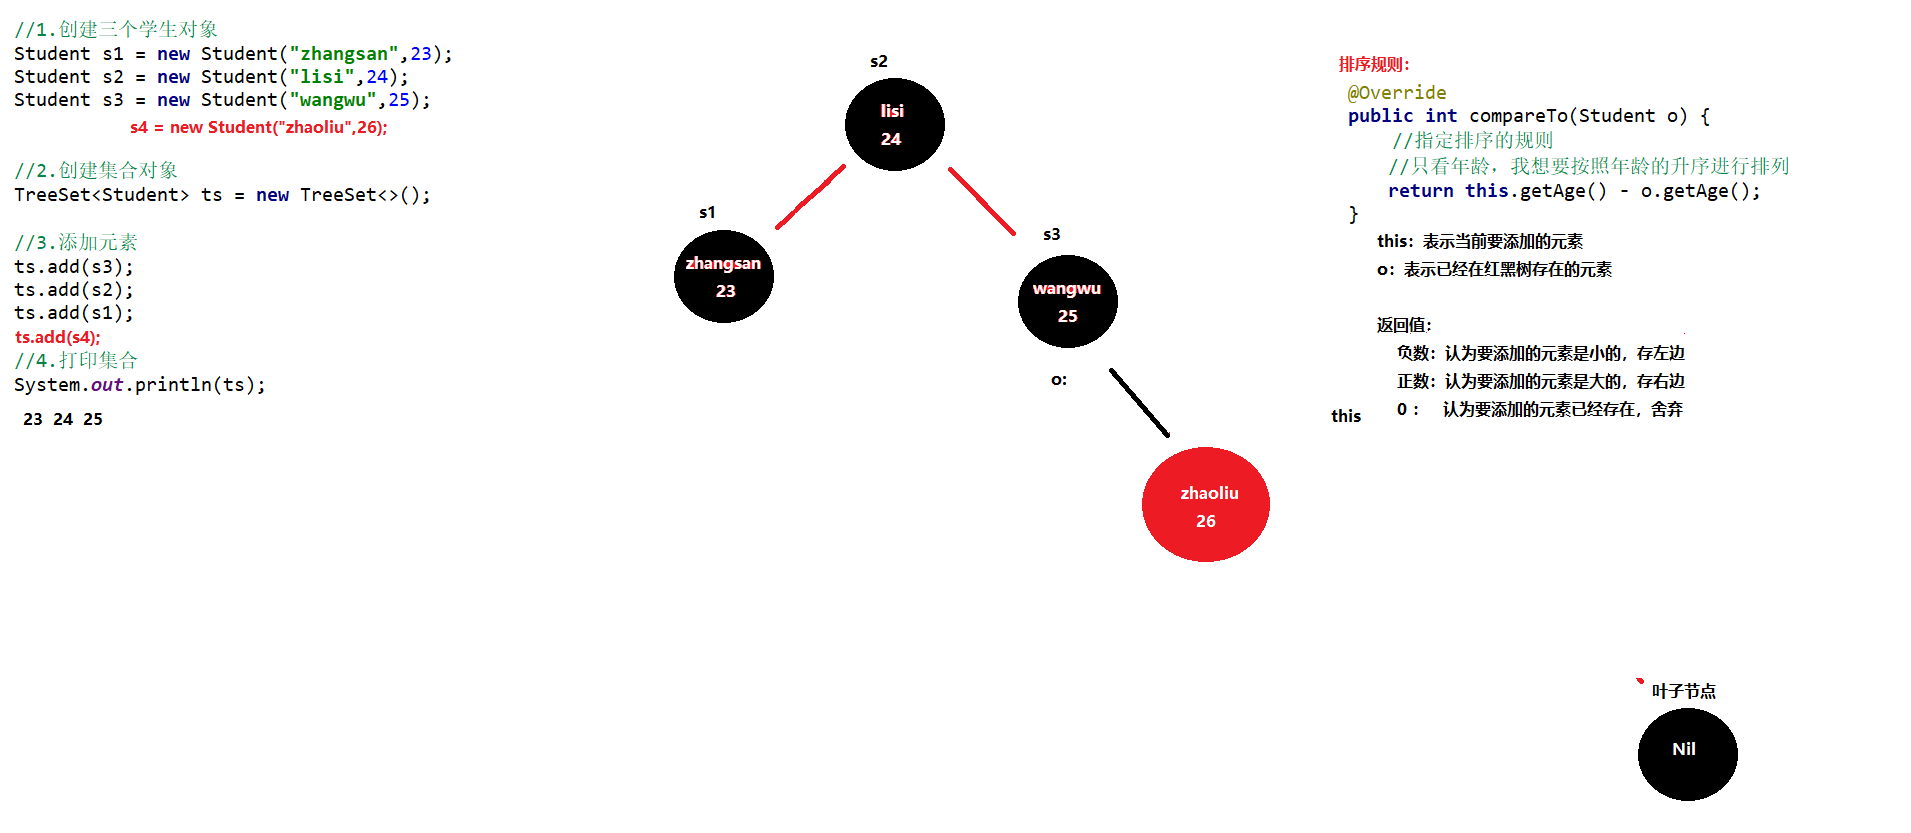 //1.创建三个学生对象
Student s1 = new Student("zhangsan",23);
Student s2 = new Student("lisi",24);
Student s3 = new Student("wangwu",25);
s4 = new Student("zhaoliu",26);
//2.创建集合对象
TreeSet<Student> ts = new TreeSet<>();
//3.添加元素
ts.add(s3);
ts.add(s2);
ts.add(s1);
ts.add(s4);
//4.打印集合
System.out.println(ts);
23 24 25
s2
lisi
24
s1
zhangsan
23
s3
wangwu
25
o:
zhaoliu
26
排序规则：
@Override
public int compareTo(Student o) {
//指定排序的规则
//只看年龄，我想要按照年龄的升序进行排列
return this.getAge() - o.getAge();
}
this：表示当前要添加的元素
o：表示已经在红黑树存在的元素
返回值：
负数：认为要添加的元素是小的，存左边
正数：认为要添加的元素是大的，存右边
0 ： 认为要添加的元素已经存在，舍弃
this
叶子节点
Nil